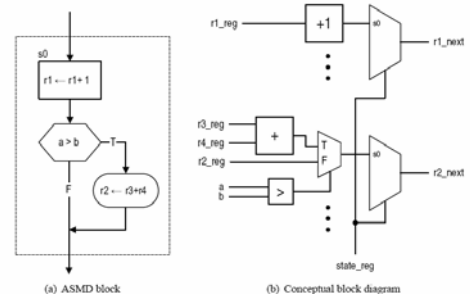 s0
r1 ← r1+ 1
a > b
T
F
r2 ← r3+r4
(a) ASMD block
r1_reg
+1
s0
r1_next
r3_reg
r4_reg
+
r2_reg
T
F
s0
r2_next
a
b
>
state_reg
(b) Conceptual block diagram